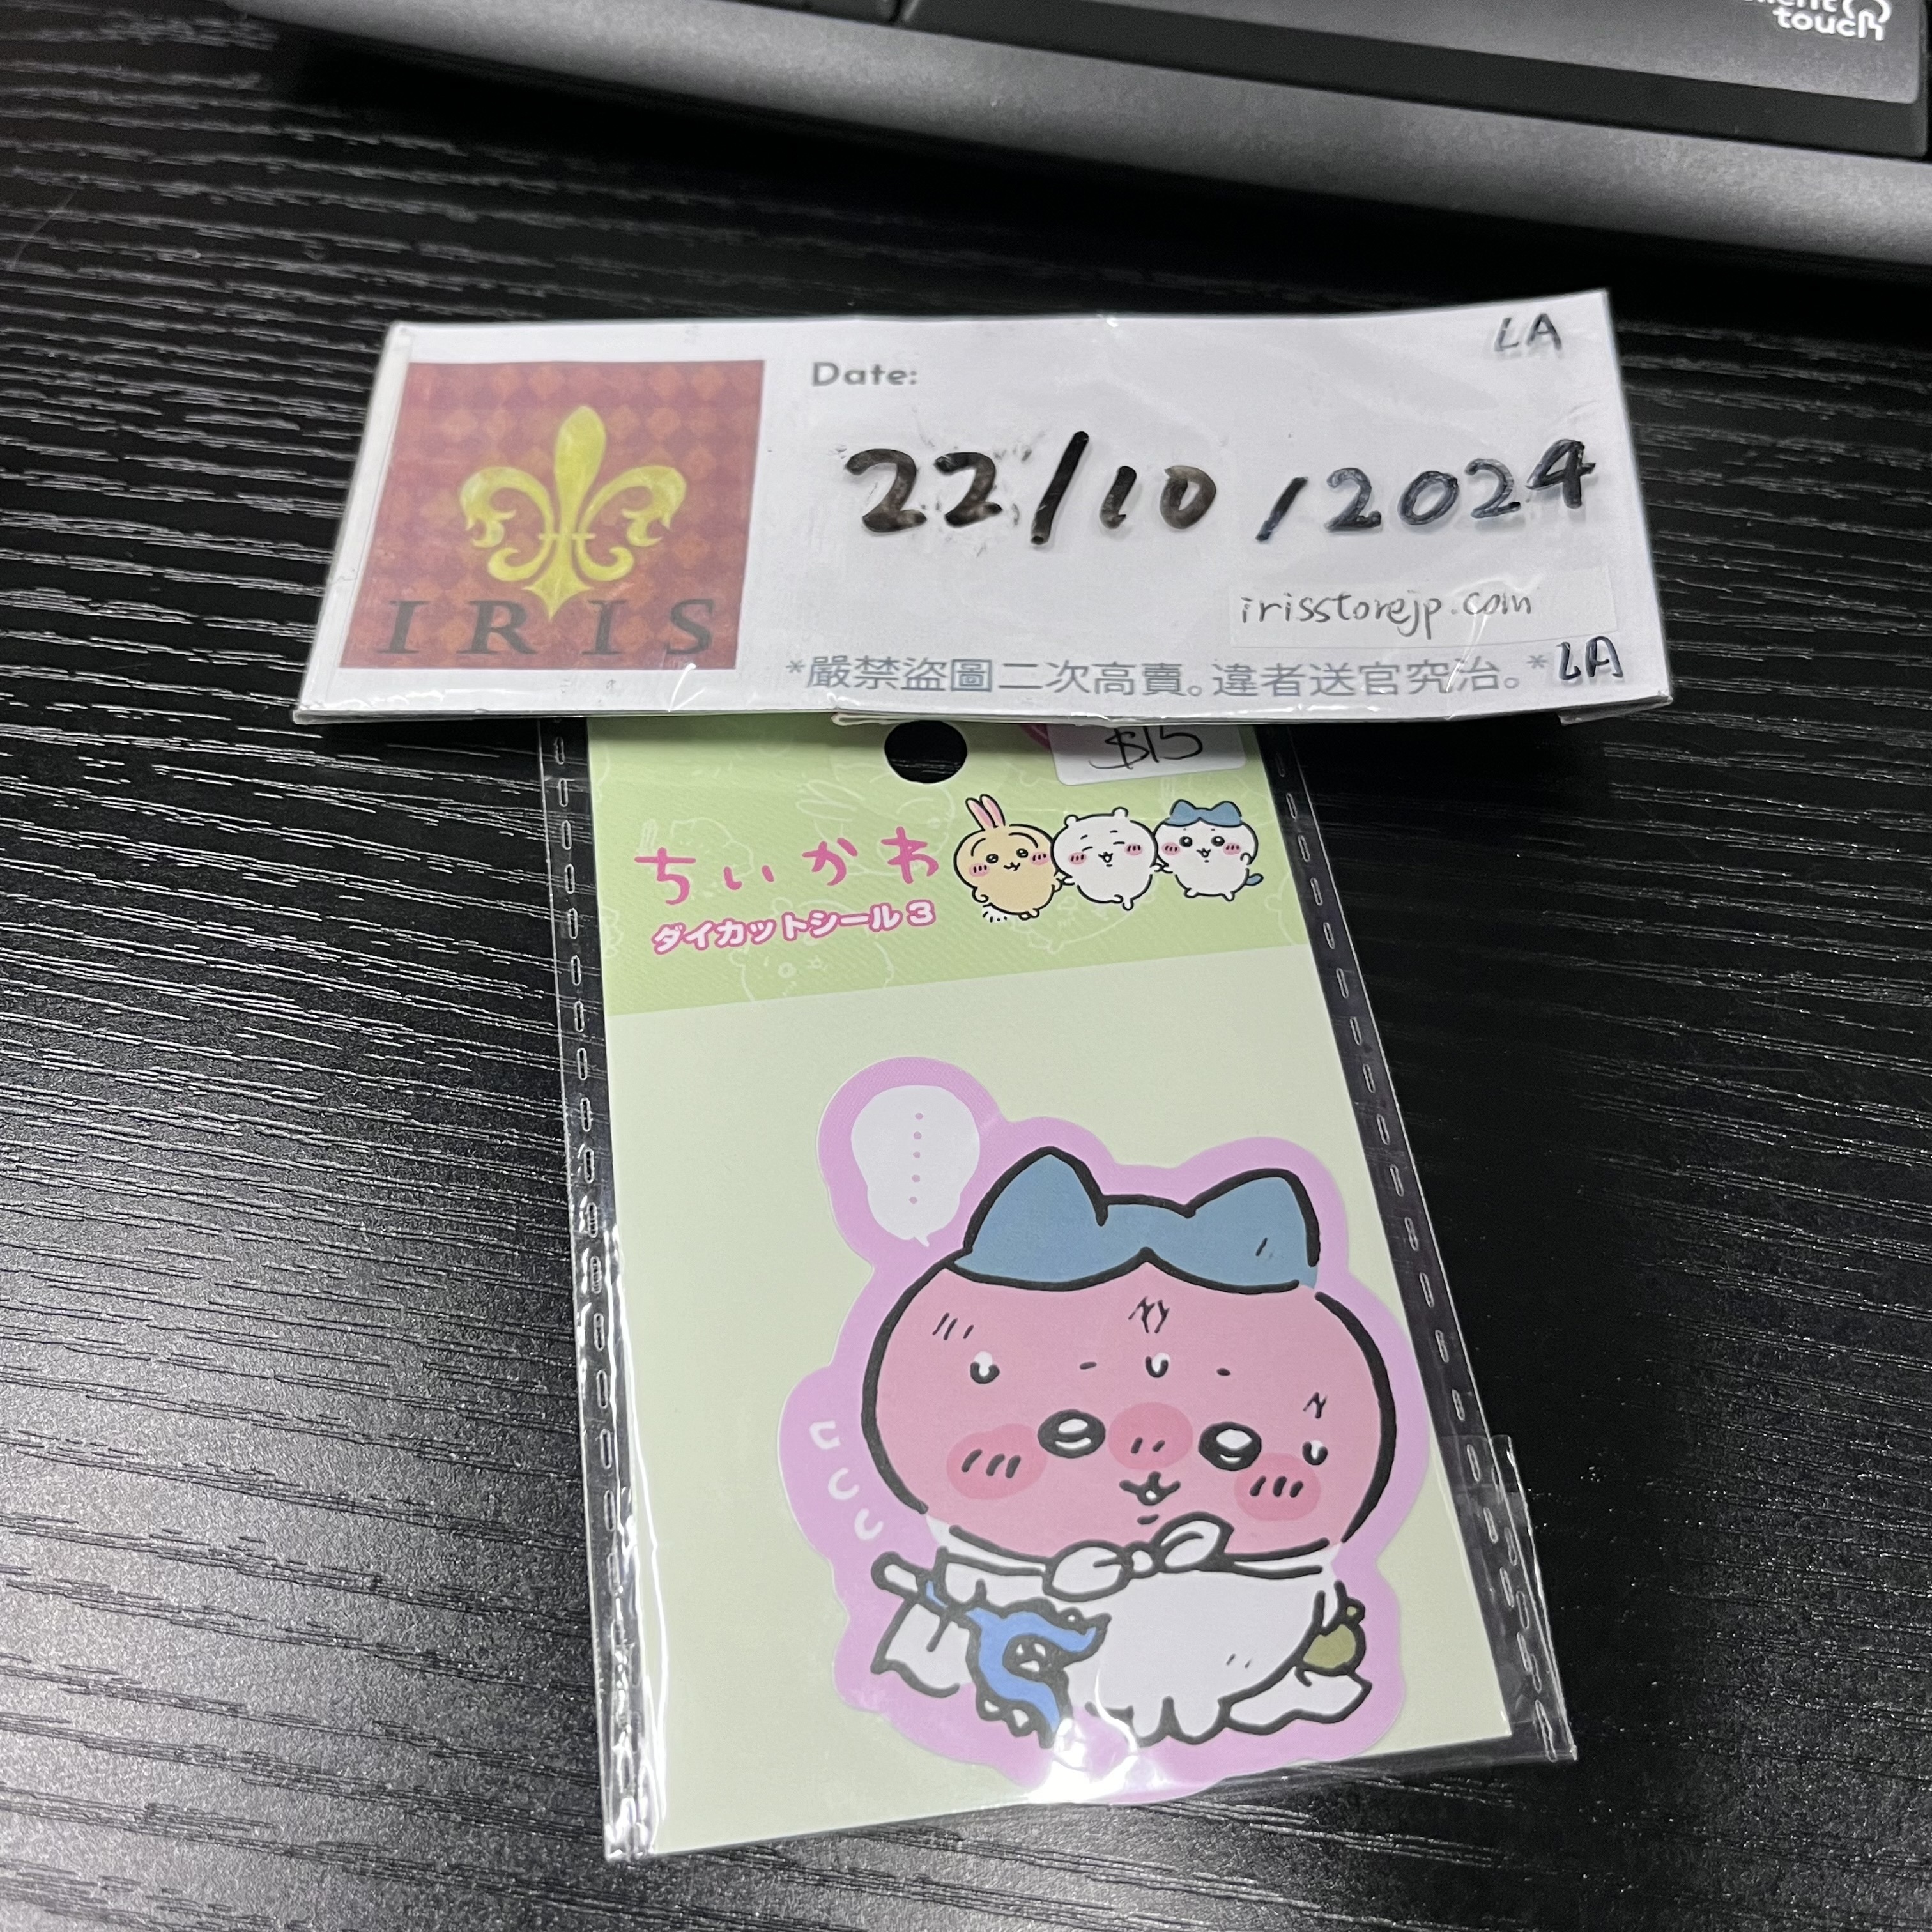 touch
LA
Date:
22/10/2024
IRIS
irisstorejp.com
*嚴禁盜圖二次高賣。違者送官究治。*
LA
$15
ちいかわ
ダイカットシール3